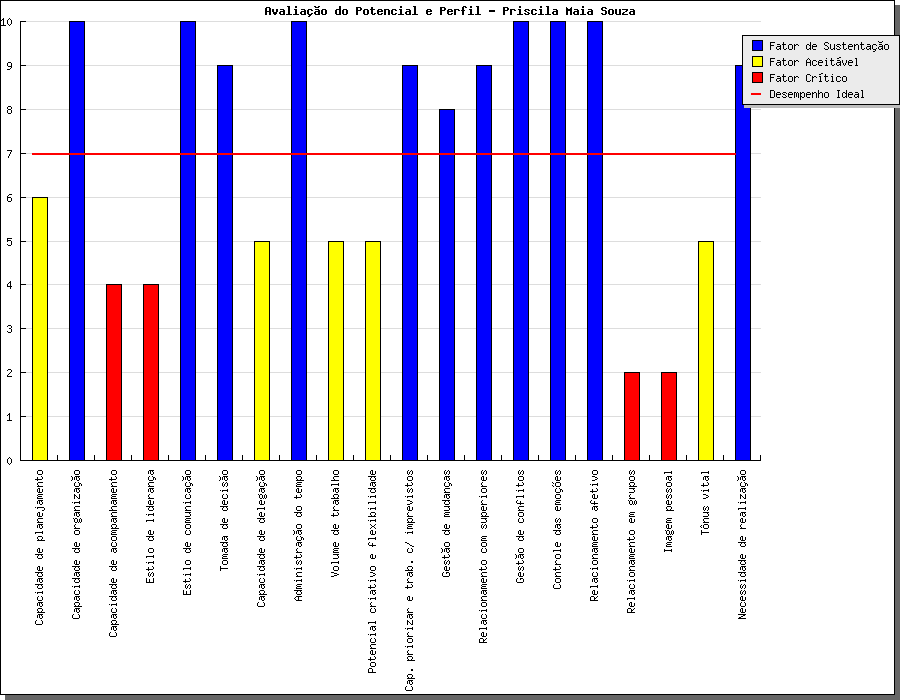 Avaliação do Potencial e Perfil - Priscila Maia Souza
10
9
8
7
6
5
4
3
2
1
0
Fator de Sustentação
Fator Aceitável
Fator Crítico
Desempenho Ideal
Capacidade de planejamento
Capacidade de organização
Capacidade de acompanhamento
Estilo de liderança
Estilo de comunicação
Tomada de decisão
Capacidade de delegação
Administração do tempo
Volume de trabalho
Potencial criativo e flexibilidade
Cap. priorizar e trab. c/ imprevistos
Gestão de mudanças
Relacionamento com superiores
Gestão de conflitos
Controle das emoções
Relacionamento afetivo
Relacionamento em grupos
Imagem pessoal
Tônus vital
Necessidade de realização